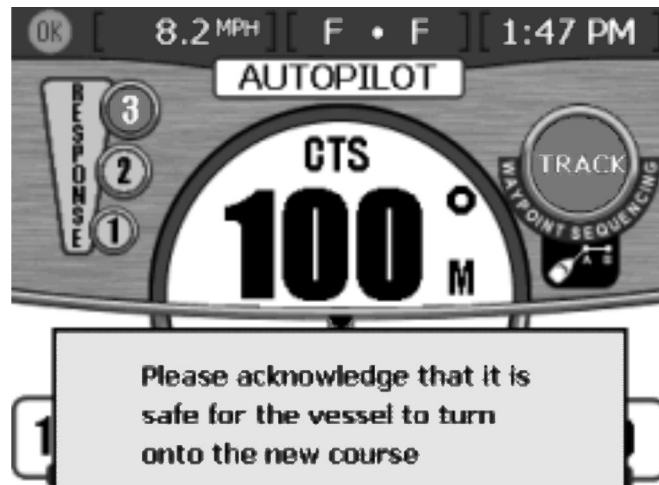 OK 8.2 MPH F • F 1:47 PM
AUTOPILOT
RESPONSE
3
2
1
CTS
100°
M
TRACK
WAYPOINT SEQUENCING
A B
Please acknowledge that it is
safe for the vessel to turn
onto the new course